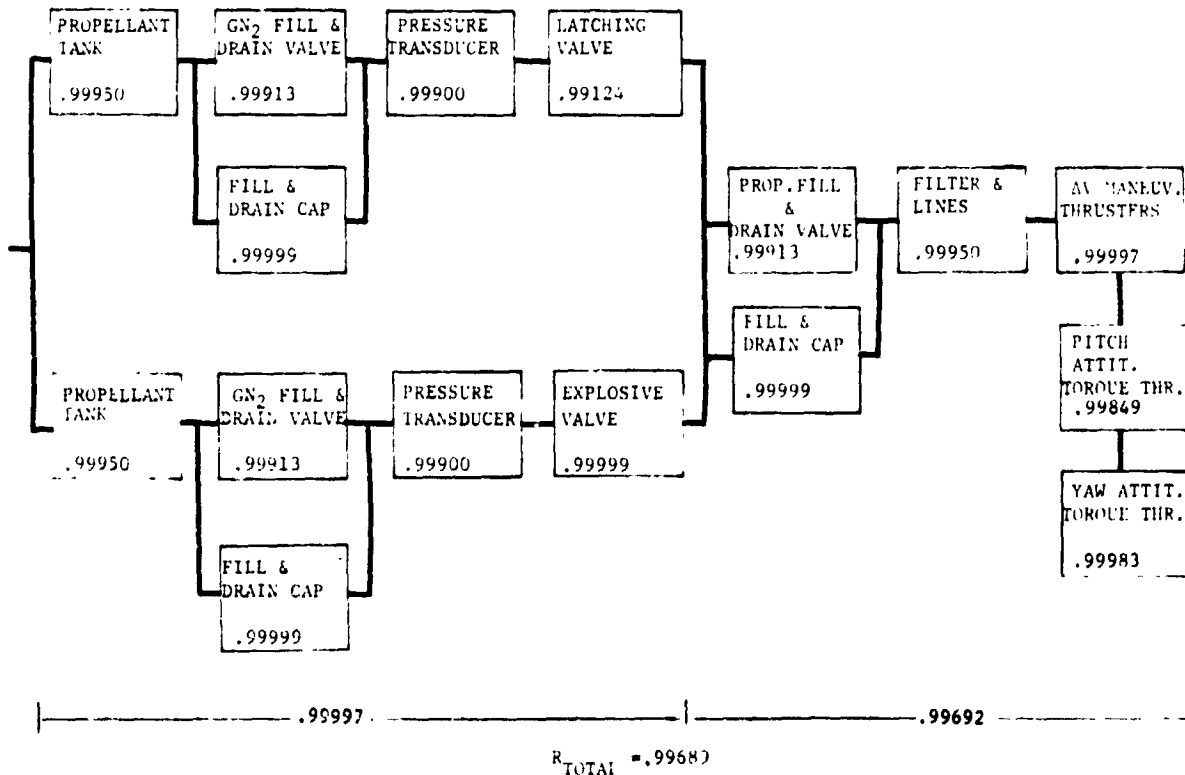 PROPELLANT
TANK
.99950
GN2 FILL &
DRAIN VALVE
.99913
FILL &
DRAIN CAP
.99999
PRESSURE
TRANSDUCER
.99900
LATCHING
VALVE
.99124
PROP.FILL
&
DRAIN VALVE
.99913
FILL &
DRAIN CAP
.99999
FILTER &
LINES
.99950
ΔV MANEUV.
THRUSTERS
.99997
PITCH
ATTIT.
TORQUE THR.
.99849
YAW ATTIT.
TORQUE THR.
.99983
PROPELLANT
TANK
.99950
GN2 FILL &
DRAIN VALVE
.99913
FILL &
DRAIN CAP
.99999
PRESSURE
TRANSDUCER
.99900
EXPLOSIVE
VALVE
.99999
.99997
.99692
RTOTAL =.99689